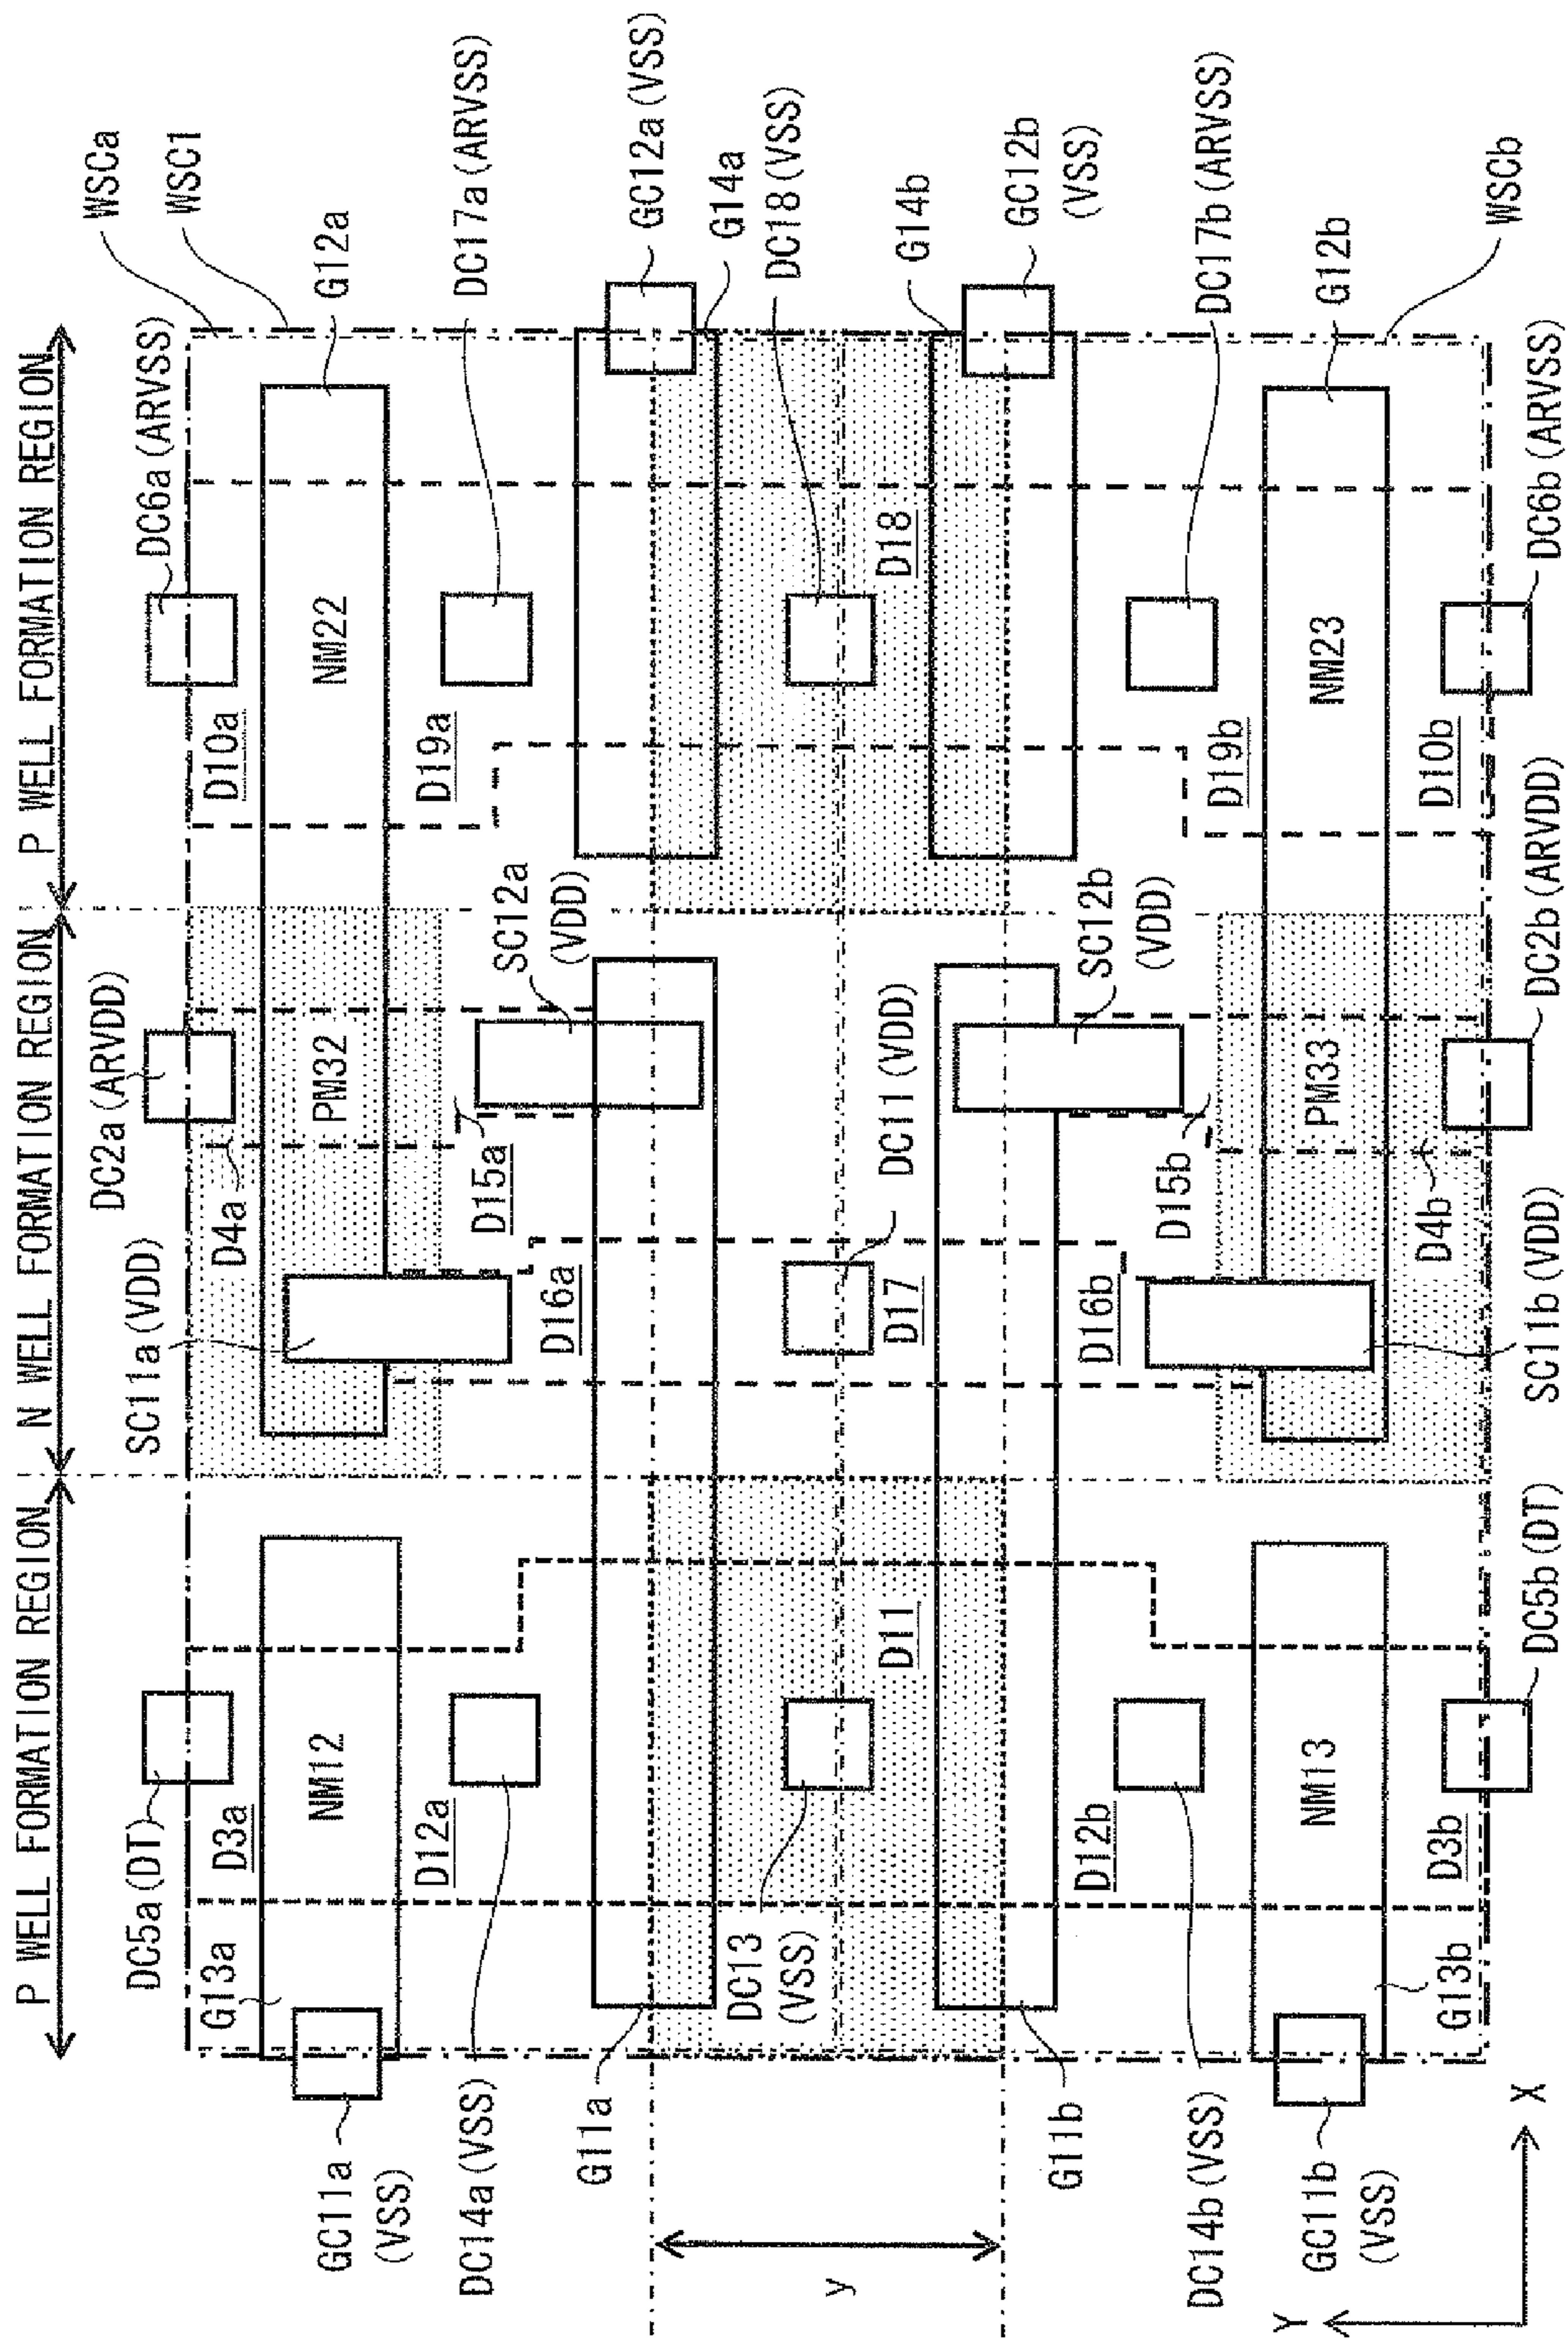 P WELL FORMATION REGION
N WELL FORMATION REGION
P WELL FORMATION REGION
DC5a (DT)
SC11a (VDD)
DC2a (ARVDD)
DC6a (ARVSS)
WSCa
WSC1
G13a
D3a
D4a
D10a
GC11a
(VSS)
NM12
PM32
NM22
G12a
D12a
D15a
D19a
DC14a (VSS)
DC17a (ARVSS)
SC12a
(VDD)
D16a
G11a
GC12a (VSS)
G14a
DC13
(VSS)
DC18 (VSS)
y
D11
D17
DC11 (VDD)
D18
G14b
G11b
GC12b
(VSS)
D12b
D16b
SC12b
(VDD)
D15b
D19b
DC14b (VSS)
DC17b (ARVSS)
GC11b
(VSS)
NM13
PM33
NM23
G12b
G13b
D3b
D4b
D10b
WSCb
DC5b (DT)
SC11b (VDD)
DC2b (ARVDD)
DC6b (ARVSS)
Y
X